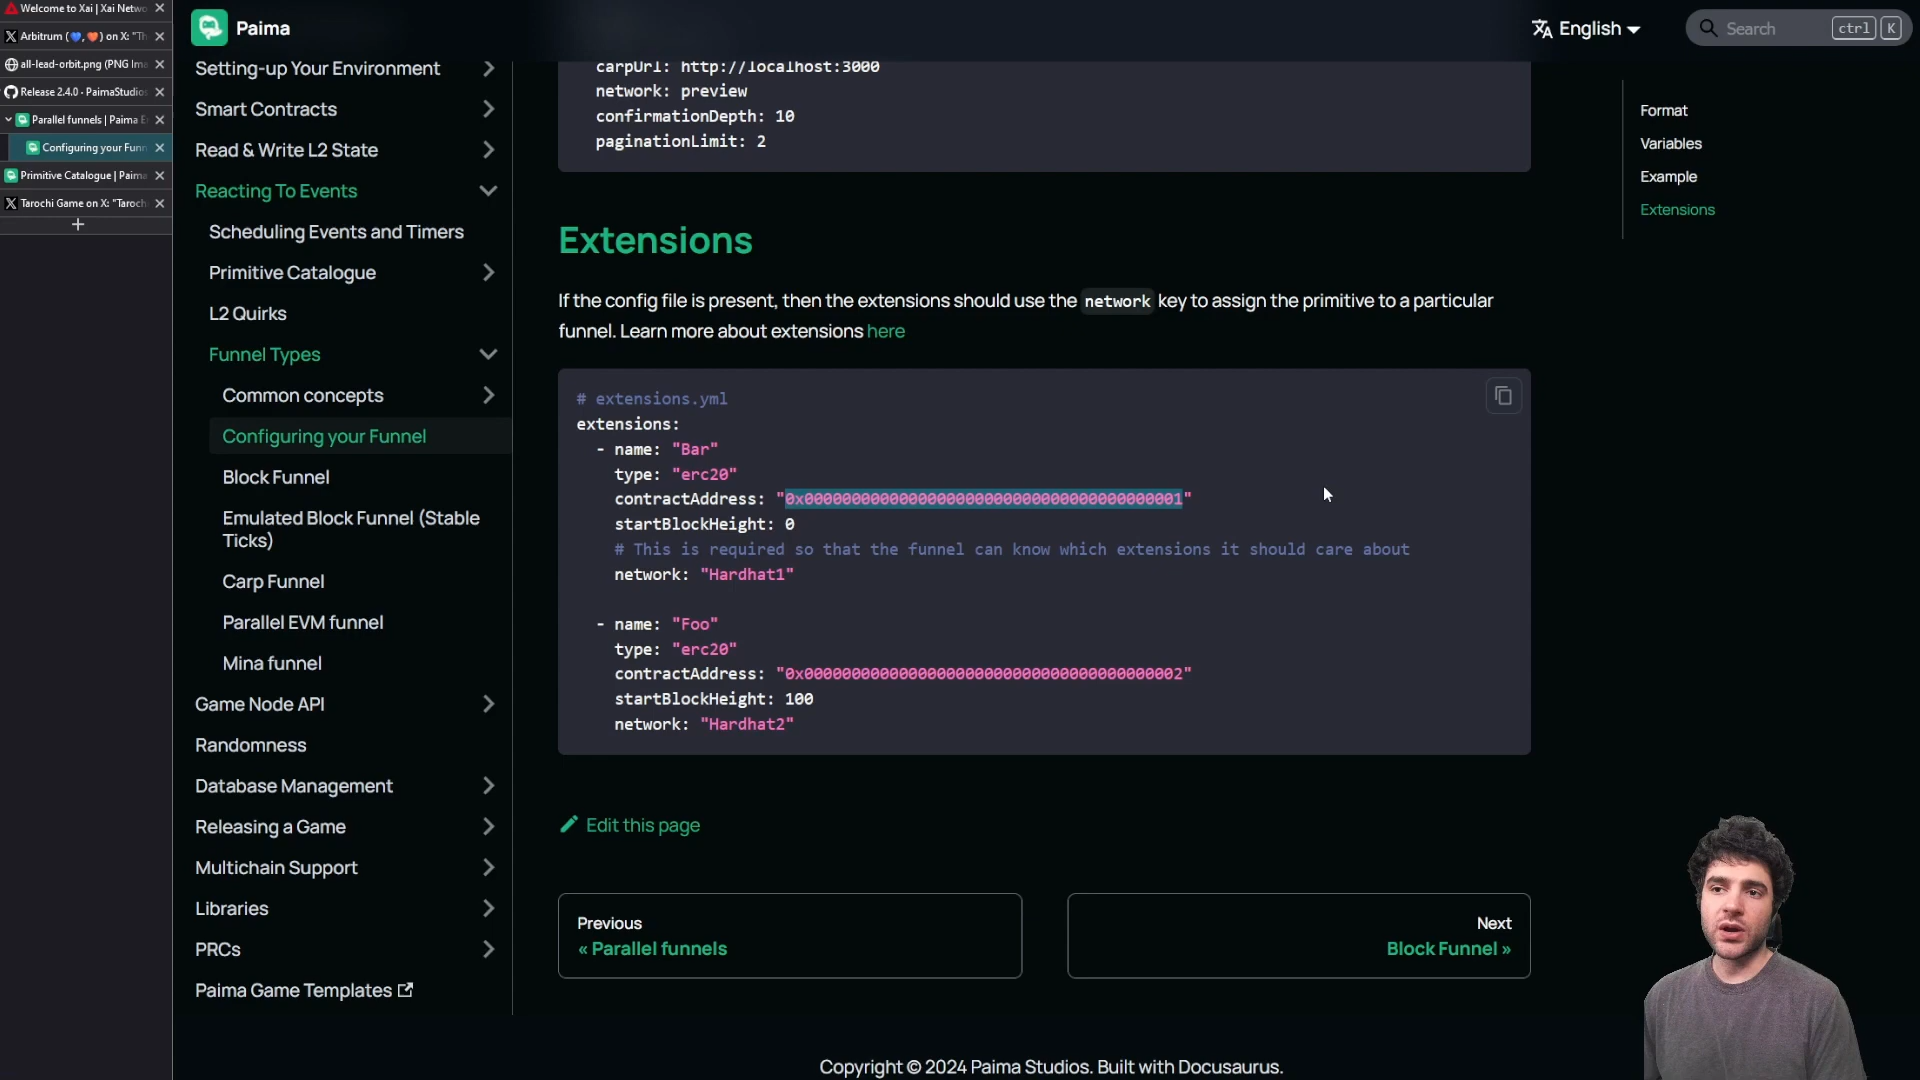 Welcome to Xai | Xai Netwo
Arbitrum (💙,🧡) on X: "Th
all-lead-orbit.png (PNG Ima
Release 2.4.0 · PaimaStudios
Parallel funnels | Paima E
Configuring your Funn
Primitive Catalogue | Paima
Tarochi Game on X: "Taroch
Paima
English
Search
ctrl
K
Setting-up Your Environment
Smart Contracts
Read & Write L2 State
Reacting To Events
Scheduling Events and Timers
Primitive Catalogue
L2 Quirks
Funnel Types
Common concepts
Configuring your Funnel
Block Funnel
Emulated Block Funnel (Stable
Ticks)
Carp Funnel
Parallel EVM funnel
Mina funnel
Game Node API
Randomness
Database Management
Releasing a Game
Multichain Support
Libraries
PRCs
Paima Game Templates
carpUrl: http://localhost:3000
network: preview
confirmationDepth: 10
paginationLimit: 2
Extensions
If the config file is present, then the extensions should use the network key to assign the primitive to a particular
funnel. Learn more about extensions here
# extensions.yml
extensions:
- name: "Bar"
type: "erc20"
contractAddress: "0x0000000000000000000000000000000000000001"
startBlockHeight: 0
# This is required so that the funnel can know which extensions it should care about
network: "Hardhat1"
- name: "Foo"
type: "erc20"
contractAddress: "0x0000000000000000000000000000000000000002"
startBlockHeight: 100
network: "Hardhat2"
Edit this page
Previous
« Parallel funnels
Next
Block Funnel »
Format
Variables
Example
Extensions
Copyright © 2024 Paima Studios. Built with Docusaurus.